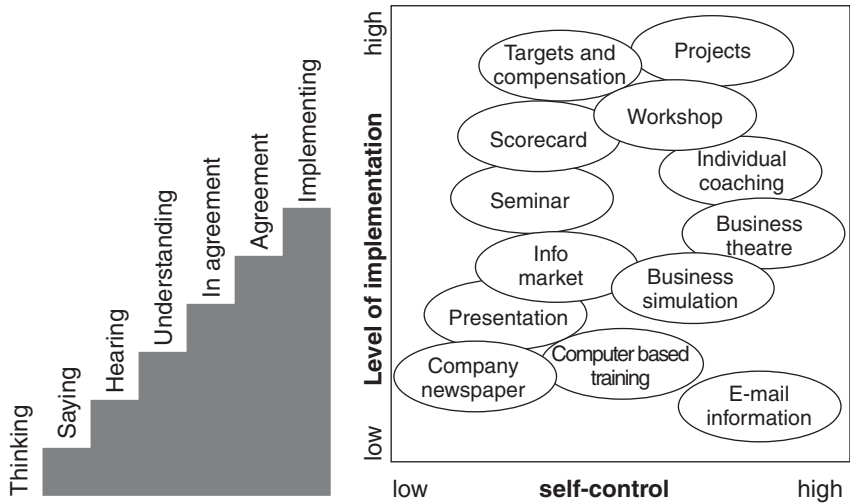 Thinking
Saying
Hearing
Understanding
In agreement
Agreement
Implementing
Level of implementation
high
low
Targets and
compensation
Projects
Workshop
Scorecard
Individual
coaching
Seminar
Business
theatre
Info
market
Business
simulation
Presentation
Computer based
training
Company
newspaper
E-mail
information
low
self-control
high